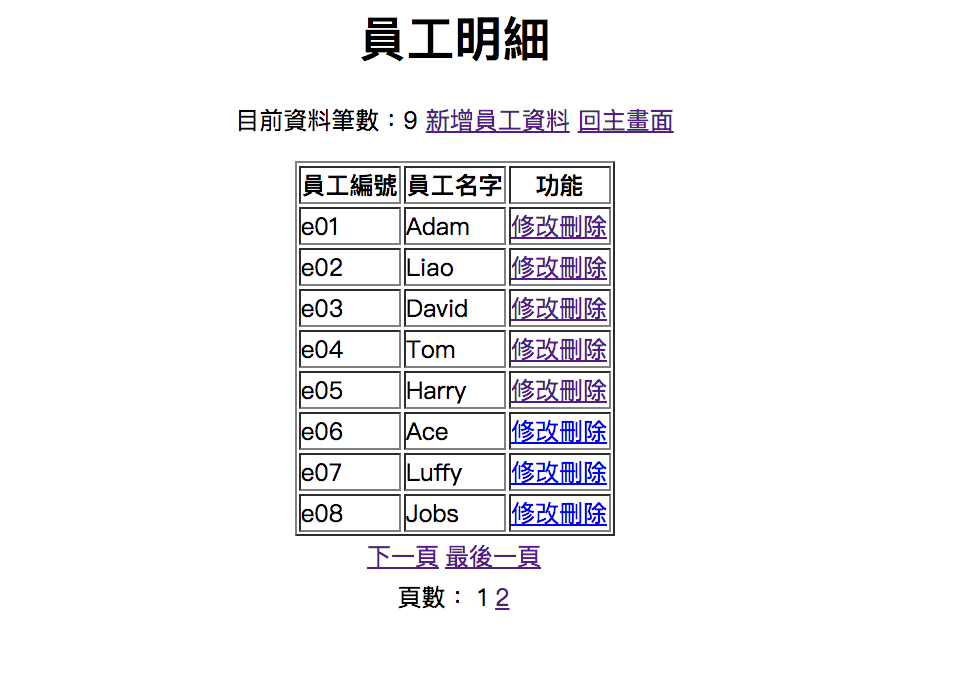 員工明細
目前資料筆數：9 新增員工資料 回主畫面
員工編號 員工名字 功能
e01 Adam 修改刪除
e02 Liao 修改刪除
e03 David 修改刪除
e04 Tom 修改刪除
e05 Harry 修改刪除
e06 Ace 修改刪除
e07 Luffy 修改刪除
e08 Jobs 修改刪除
下一頁 最後一頁
頁數： 1 2